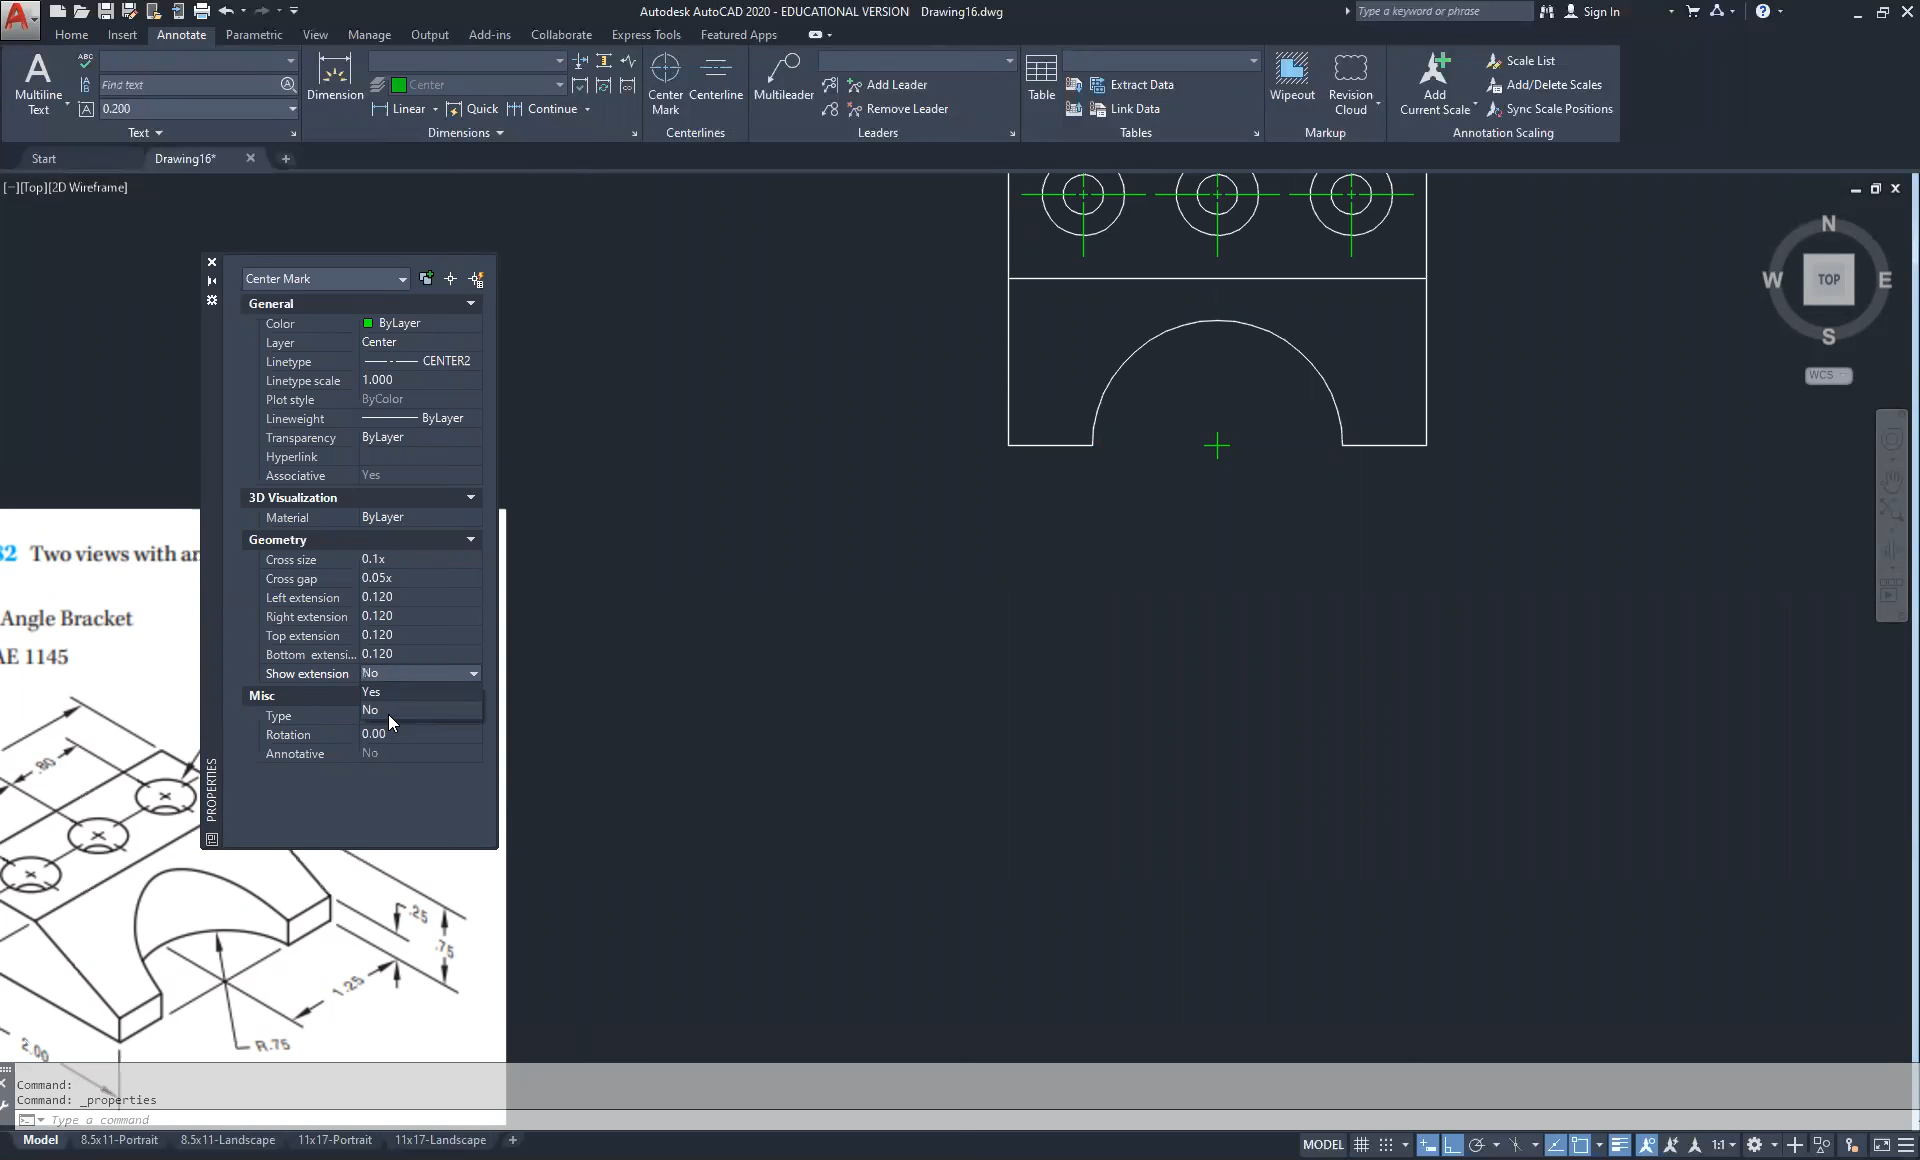 Autodesk AutoCAD 2020 - EDUCATIONAL VERSION Drawing16.dwg
Type a keyword or phrase
Sign In
Home Insert Annotate Parametric View Manage Output Add-ins Collaborate Express Tools Featured Apps
Multiline Text
ABC
Find text
0.200
Text
Dimension
Center
Linear Quick Continue
Dimensions
Center Mark
Centerline
Centerlines
Multileader
Add Leader
Remove Leader
Leaders
Table
Extract Data
Link Data
Tables
Wipeout
Revision Cloud
Markup
Add Current Scale
Scale List
Add/Delete Scales
Sync Scale Positions
Annotation Scaling
Start Drawing16*
[−][Top][2D Wireframe]
N
W TOP E
S
WCS
Center Mark
General
Color ByLayer
Layer Center
Linetype CENTER2
Linetype scale 1.000
Plot style ByColor
Lineweight ByLayer
Transparency ByLayer
Hyperlink
Associative Yes
3D Visualization
Material ByLayer
Geometry
Cross size 0.1x
Cross gap 0.05x
Left extension 0.120
Right extension 0.120
Top extension 0.120
Bottom extensi... 0.120
Show extension No
Yes
No
Misc
Type
Rotation 0.00
Annotative No
PROPERTIES
32 Two views with ar
Angle Bracket
AE 1145
.80
.25
.75
1.25
R.75
2.00
Command:
Command: _properties
Type a command
Model 8.5x11-Portrait 8.5x11-Landscape 11x17-Portrait 11x17-Landscape
MODEL
1:1